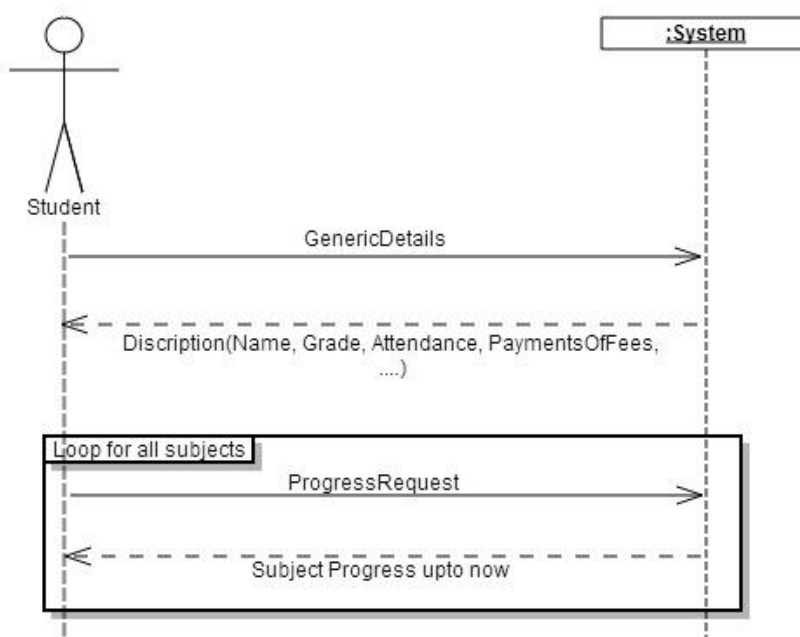 :System
Student
GenericDetails
Discription(Name, Grade, Attendance, PaymentsOfFees,
....)
Loop for all subjects
ProgressRequest
Subject Progress upto now